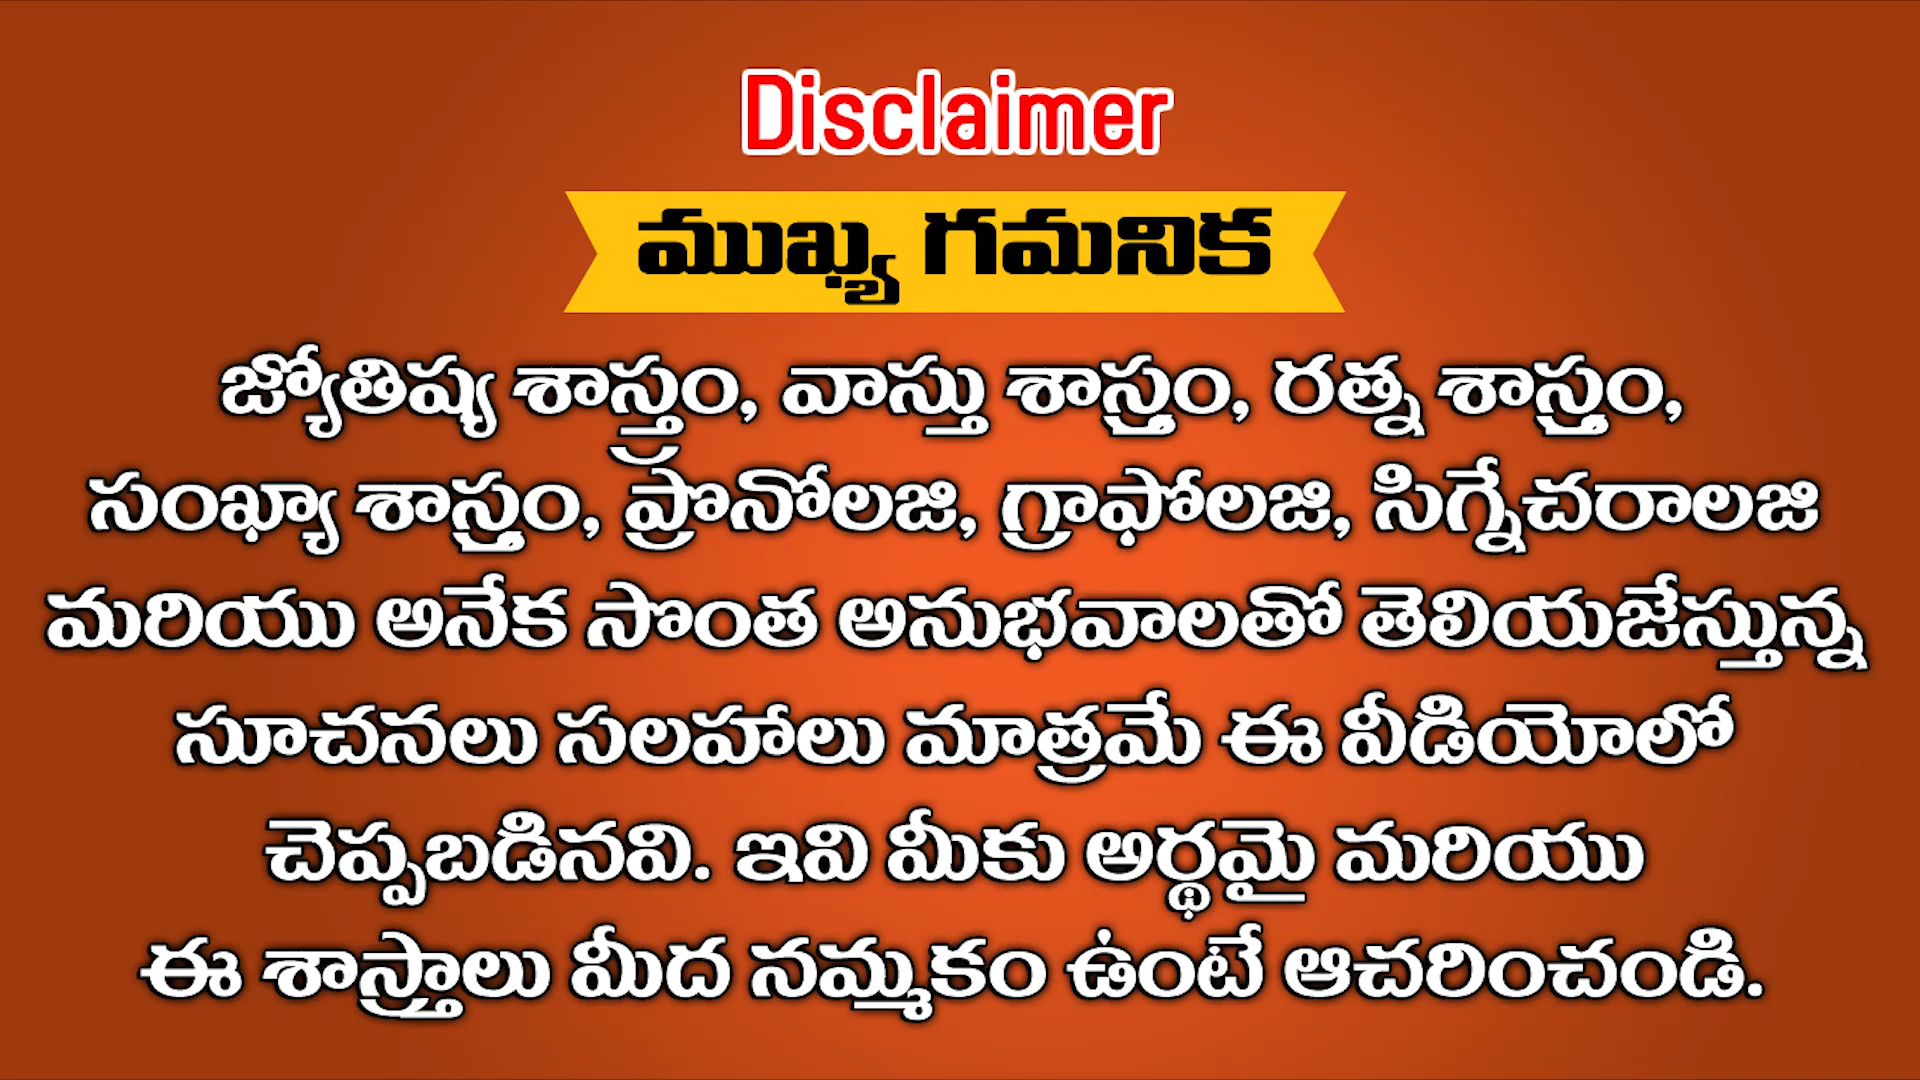 Disclaimer
ముఖ్య గమనిక
జ్యోతిష్య శాస్త్రం, వాస్తు శాస్త్రం, రత్న శాస్త్రం,
సంఖ్యా శాస్త్రం, ప్రొనోలజి, గ్రాఫోలజి, సిగ్నేచరాలజి
మరియు అనేక సొంత అనుభవాలతో తెలియజేస్తున్న
సూచనలు సలహాలు మాత్రమే ఈ వీడియోలో
చెప్పబడినవి. ఇవి మీకు అర్థమై మరియు
ఈ శాస్త్రాలు మీద నమ్మకం ఉంటే ఆచరించండి.